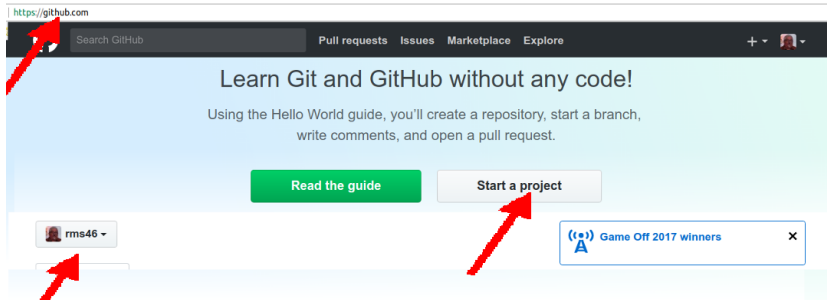 https://github.com
Search GitHub
Pull requests Issues Marketplace Explore
Learn Git and GitHub without any code!
Using the Hello World guide, you’ll create a repository, start a branch,
write comments, and open a pull request.
Read the guide
Start a project
rms46
Game Off 2017 winners